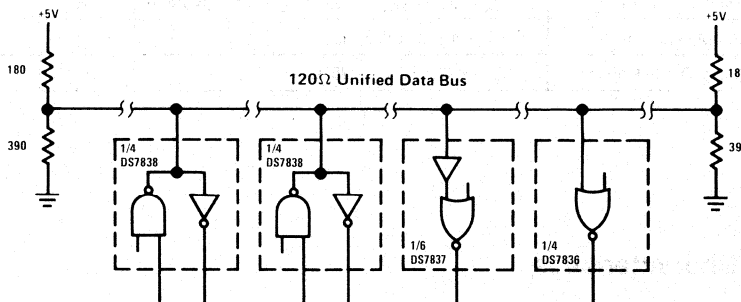 +5V
+5V
180
18
120Ω Unified Data Bus
390
39
1/4
DS7838
1/4
DS7838
1/6
DS7837
1/4
DS7836